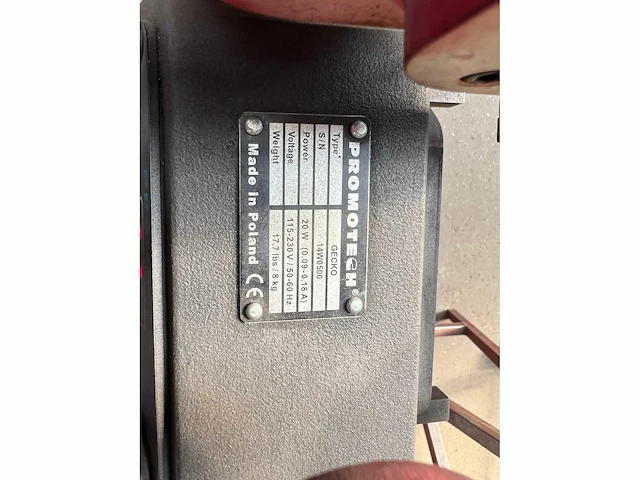 PROMOTECH®
Type* GECKO
S/N 14W0500
Power 20 W / (0.09-0.18 A)
Voltage 115-230 V / 50-60 Hz
Weight 17.7 lbs / 8 kg
Made in Poland CE